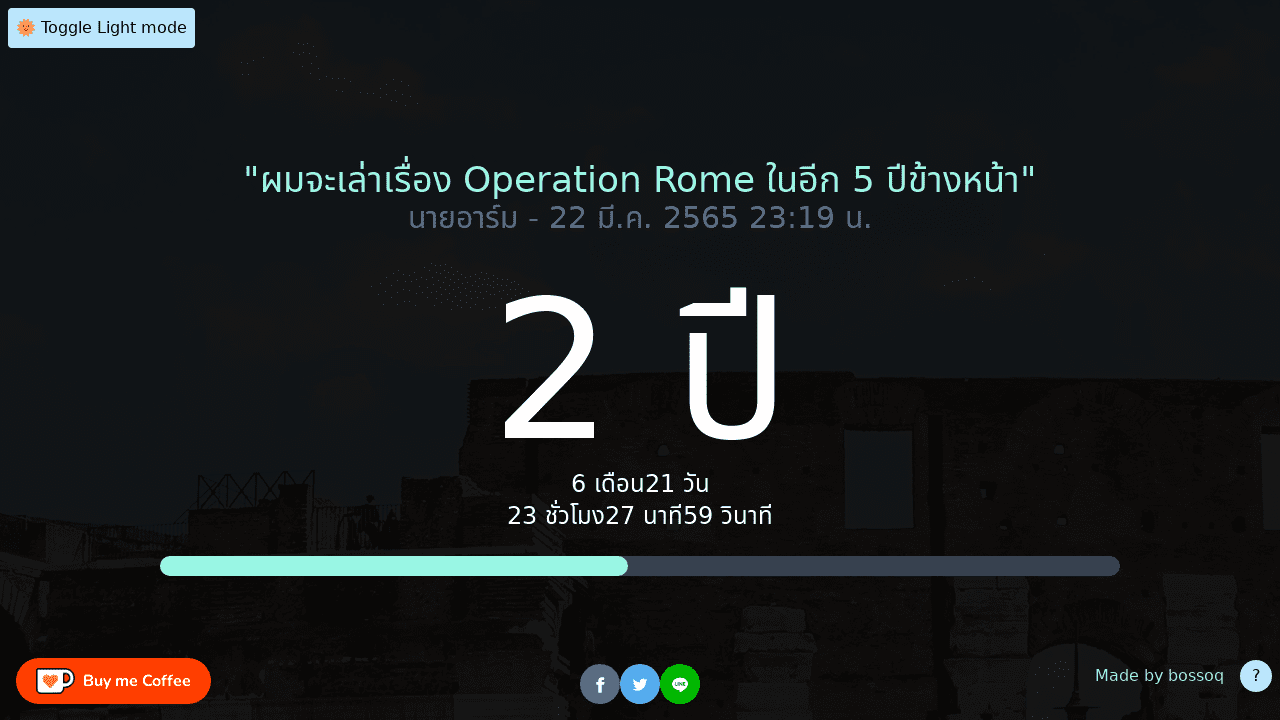 🌞 Toggle Light mode
"ผมจะเล่าเรื่อง Operation Rome ในอีก 5 ปีข้างหน้า"
นายอาร์ม - 22 มี.ค. 2565 23:19 น.
2 ปี
6 เดือน21 วัน
23 ชั่วโมง27 นาที59 วินาที
Buy me Coffee
LINE
Made by bossoq
?